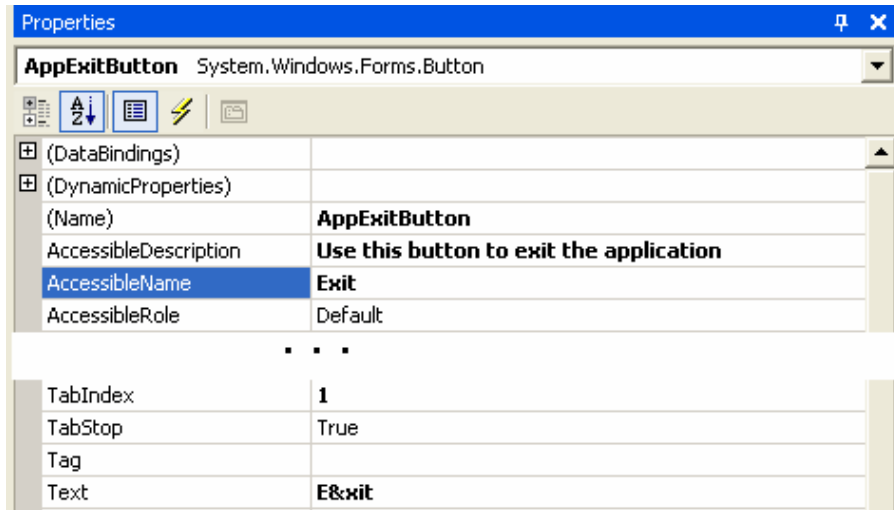 Properties
AppExitButton System.Windows.Forms.Button
(DataBindings)
(DynamicProperties)
(Name) AppExitButton
AccessibleDescription Use this button to exit the application
AccessibleName Exit
AccessibleRole Default
. . .
TabIndex 1
TabStop True
Tag
Text E&xit